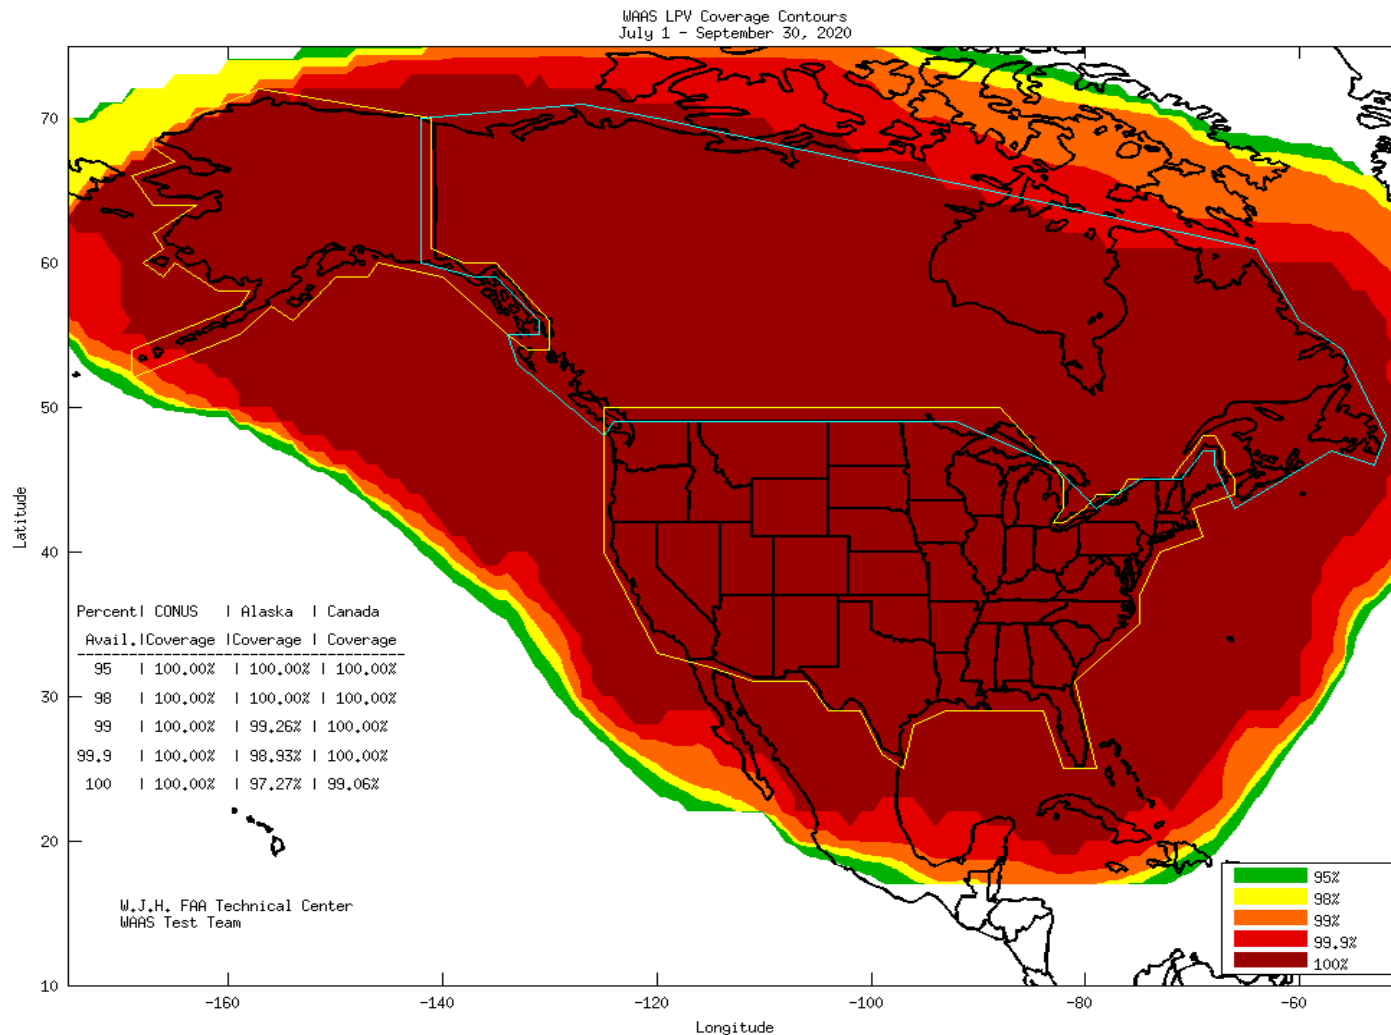 WAAS LPV Coverage Contours
July 1 - September 30, 2020
70
60
50
40
30
20
10
Latitude
Percent| CONUS | Alaska | Canada
Avail.|Coverage |Coverage | Coverage
95 | 100.00% | 100.00% | 100.00%
98 | 100.00% | 100.00% | 100.00%
99 | 100.00% | 99.26% | 100.00%
99.9 | 100.00% | 98.93% | 100.00%
100 | 100.00% | 97.27% | 99.06%
W.J.H. FAA Technical Center
WAAS Test Team
95%
98%
99%
99.9%
100%
-160 -140 -120 -100 -80 -60
Longitude